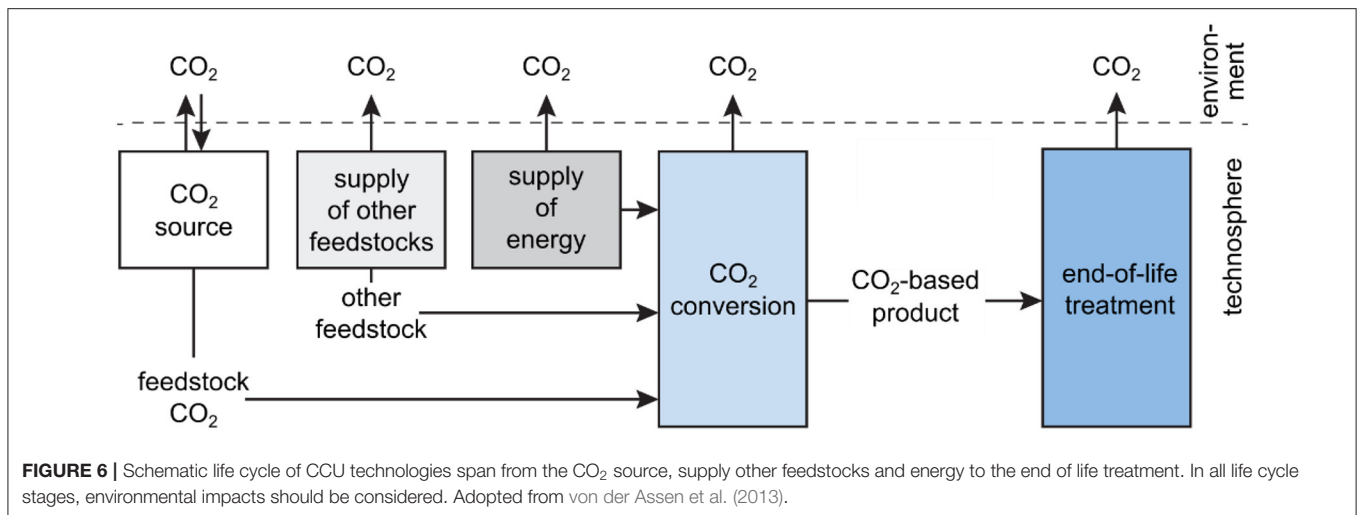 CO₂ CO₂ CO₂ CO₂ CO₂
environ-
ment
CO₂
source
supply
of other
feedstocks
supply
of
energy
CO₂
conversion
end-of-life
treatment
technosphere
other
feedstock
CO₂-based
product
feedstock
CO₂
FIGURE 6 | Schematic life cycle of CCU technologies span from the CO₂ source, supply other feedstocks and energy to the end of life treatment. In all life cycle
stages, environmental impacts should be considered. Adopted from von der Assen et al. (2013).